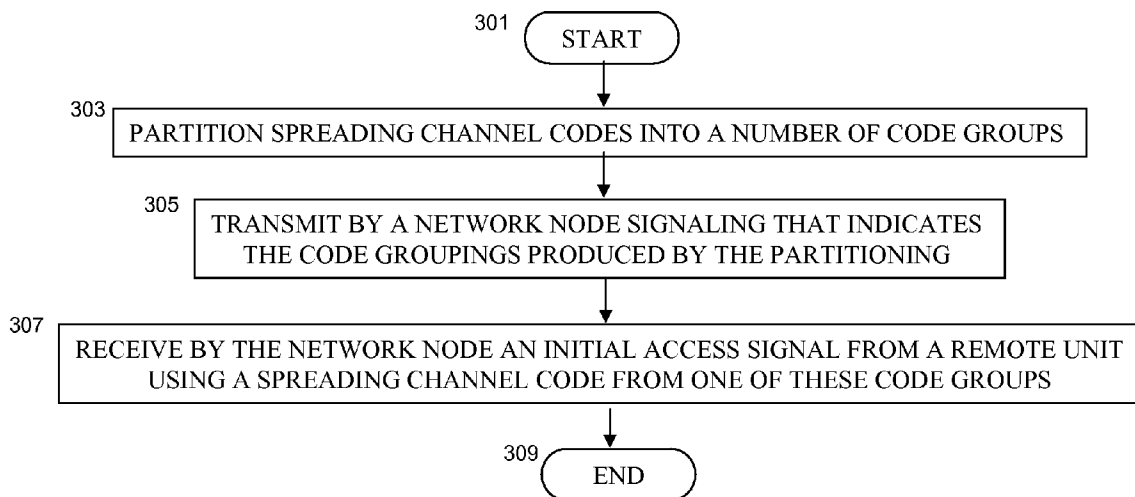 301
START
303
PARTITION SPREADING CHANNEL CODES INTO A NUMBER OF CODE GROUPS
305
TRANSMIT BY A NETWORK NODE SIGNALING THAT INDICATES
THE CODE GROUPINGS PRODUCED BY THE PARTITIONING
307
RECEIVE BY THE NETWORK NODE AN INITIAL ACCESS SIGNAL FROM A REMOTE UNIT
USING A SPREADING CHANNEL CODE FROM ONE OF THESE CODE GROUPS
309
END